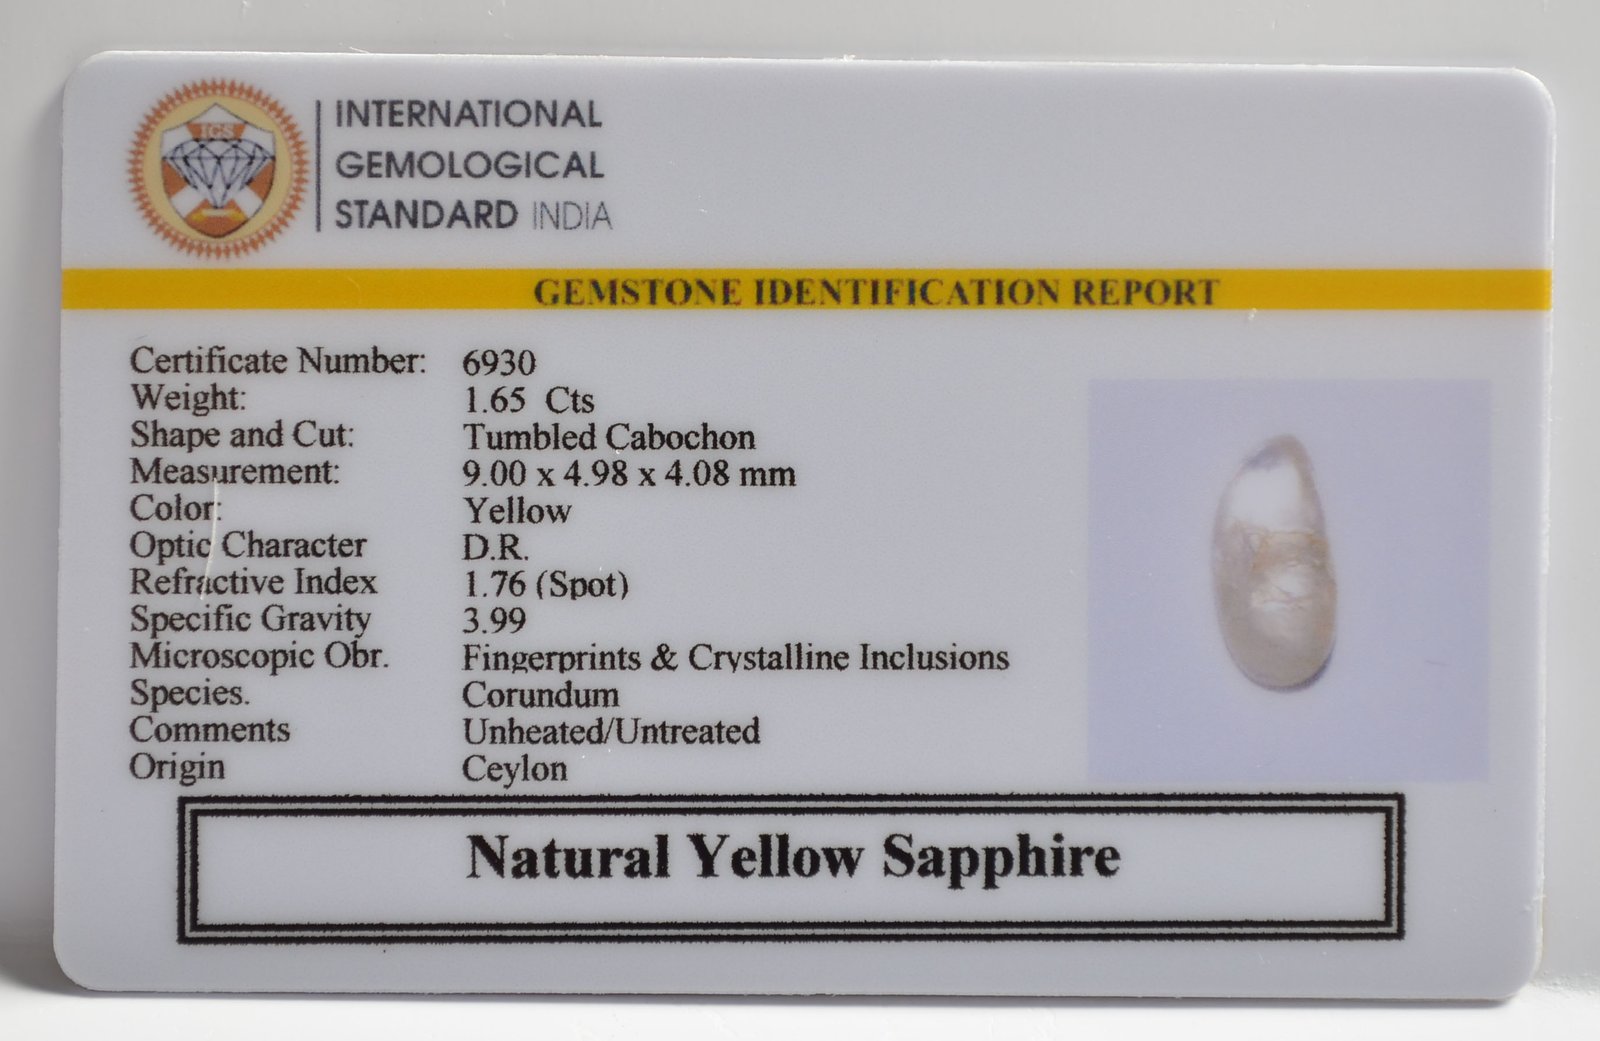 IGS
INTERNATIONAL
GEMOLOGICAL
STANDARD INDIA
GEMSTONE IDENTIFICATION REPORT
Certificate Number: 6930
Weight: 1.65 Cts
Shape and Cut: Tumbled Cabochon
Measurement: 9.00 x 4.98 x 4.08 mm
Color: Yellow
Optic Character D.R.
Refractive Index 1.76 (Spot)
Specific Gravity 3.99
Microscopic Obr. Fingerprints & Crystalline Inclusions
Species. Corundum
Comments Unheated/Untreated
Origin Ceylon
Natural Yellow Sapphire